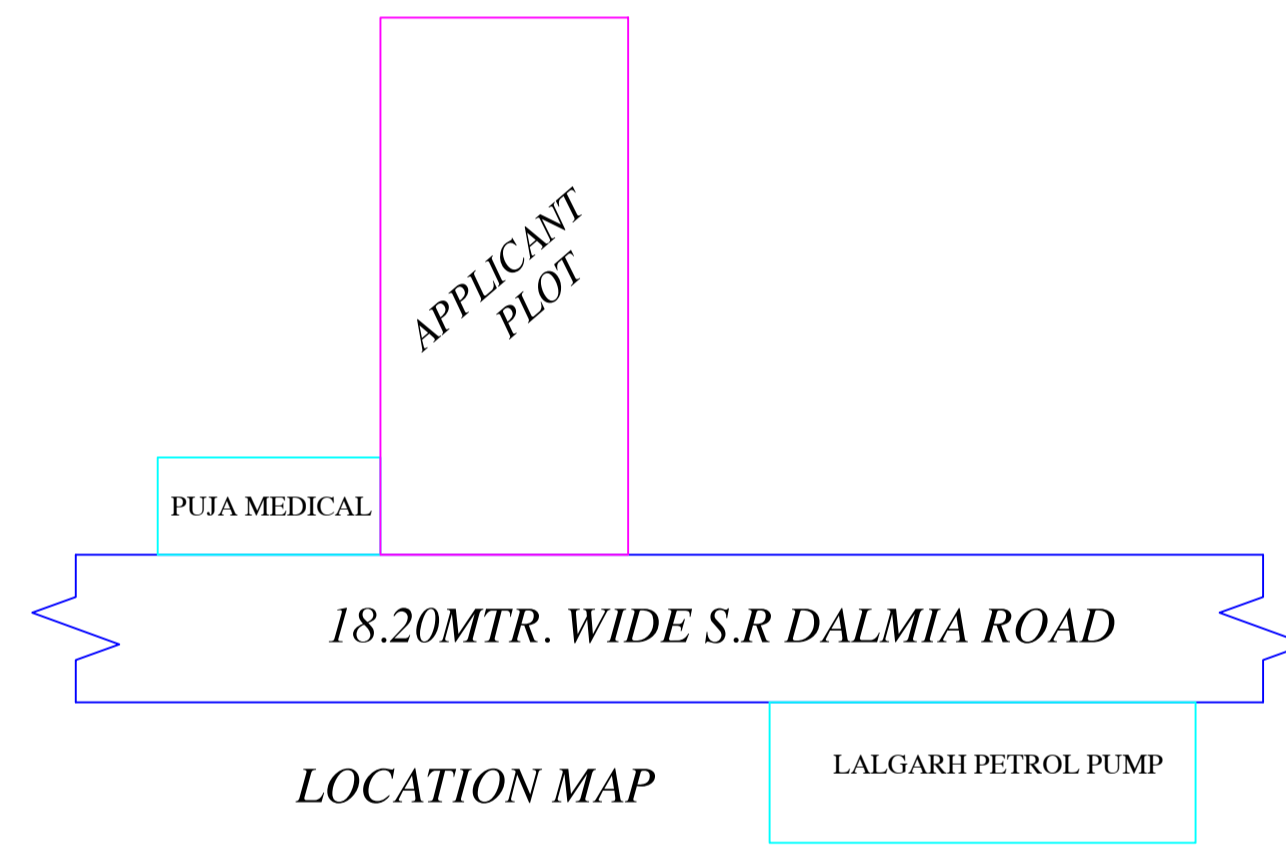 APPLICANT
PLOT
PUJA MEDICAL
18.20MTR. WIDE S.R DALMIA ROAD
LALGARH PETROL PUMP
LOCATION MAP